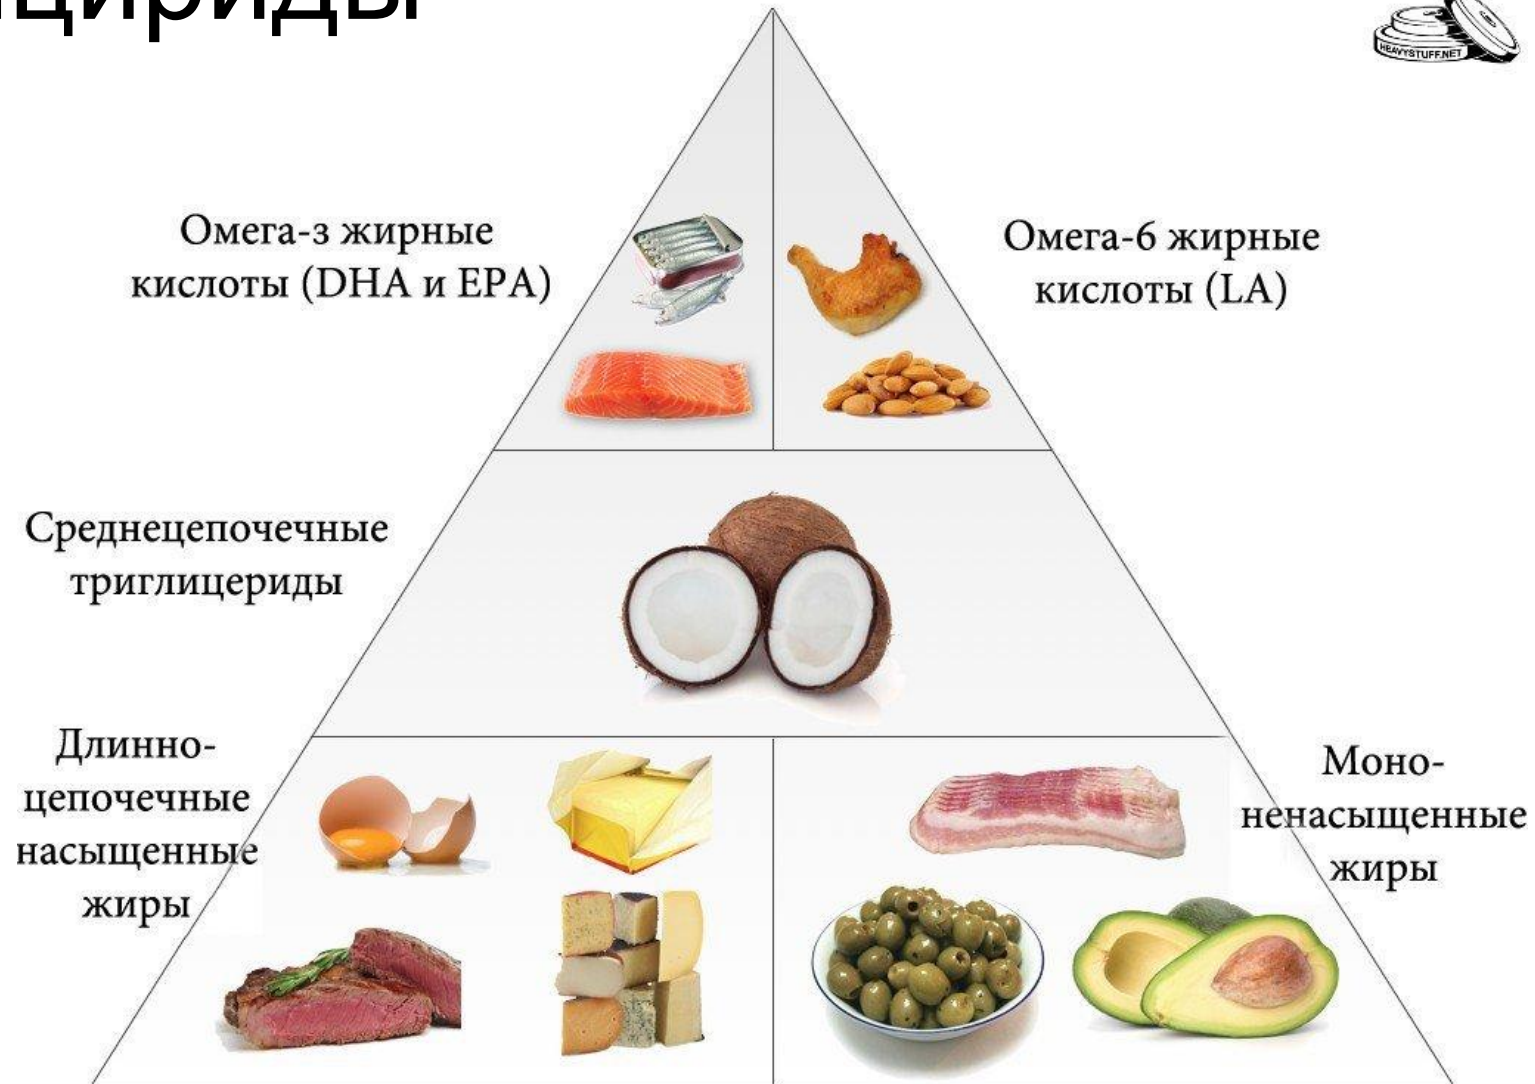 Омега-3 жирные
кислоты (DHA и EPA)
Омега-6 жирные
кислоты (LA)
Среднецепочечные
триглицериды
Длинно-
цепочечные
насыщенные
жиры
Моно-
ненасыщенные
жиры
HEAVYSTUFF.NET